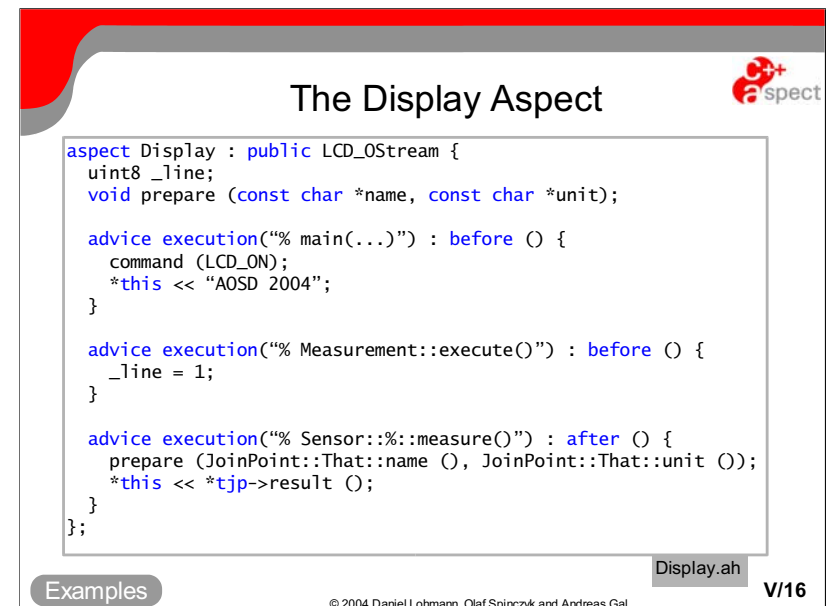 C++
aspect
The Display Aspect
aspect Display : public LCD_OStream {
  uint8 _line;
  void prepare (const char *name, const char *unit);

  advice execution(“% main(...)”) : before () {
    command (LCD_ON);
    *this << “AOSD 2004”;
  }

  advice execution(“% Measurement::execute()”) : before () {
    _line = 1;
  }

  advice execution(“% Sensor::%::measure()”) : after () {
    prepare (JoinPoint::That::name (), JoinPoint::That::unit ());
    *this << *tjp->result ();
  }
};
Display.ah
Examples
© 2004 Daniel Lohmann, Olaf Spinczyk and Andreas Gal
V/16